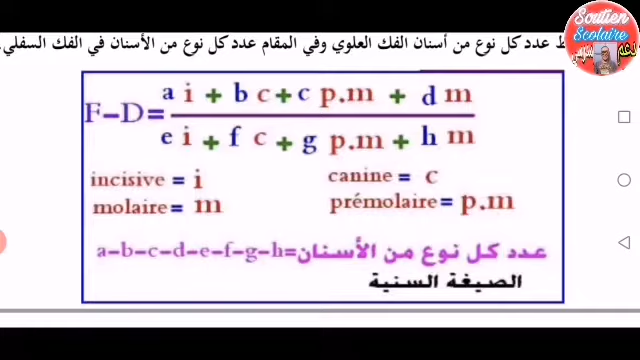 Soutien
Scolaire
عدد كل نوع من أسنان الفك العلوي وفي المقام عدد كل نوع من الأسنان في الفك السفلي.
a i + b c + c p.m + d m
F-D=
e i + f c + g p.m + h m
incisive = i canine = c
molaire = m prémolaire = p.m
a-b-c-d-e-f-g-h=عدد كل نوع من الأسنان
الصيغة السنية